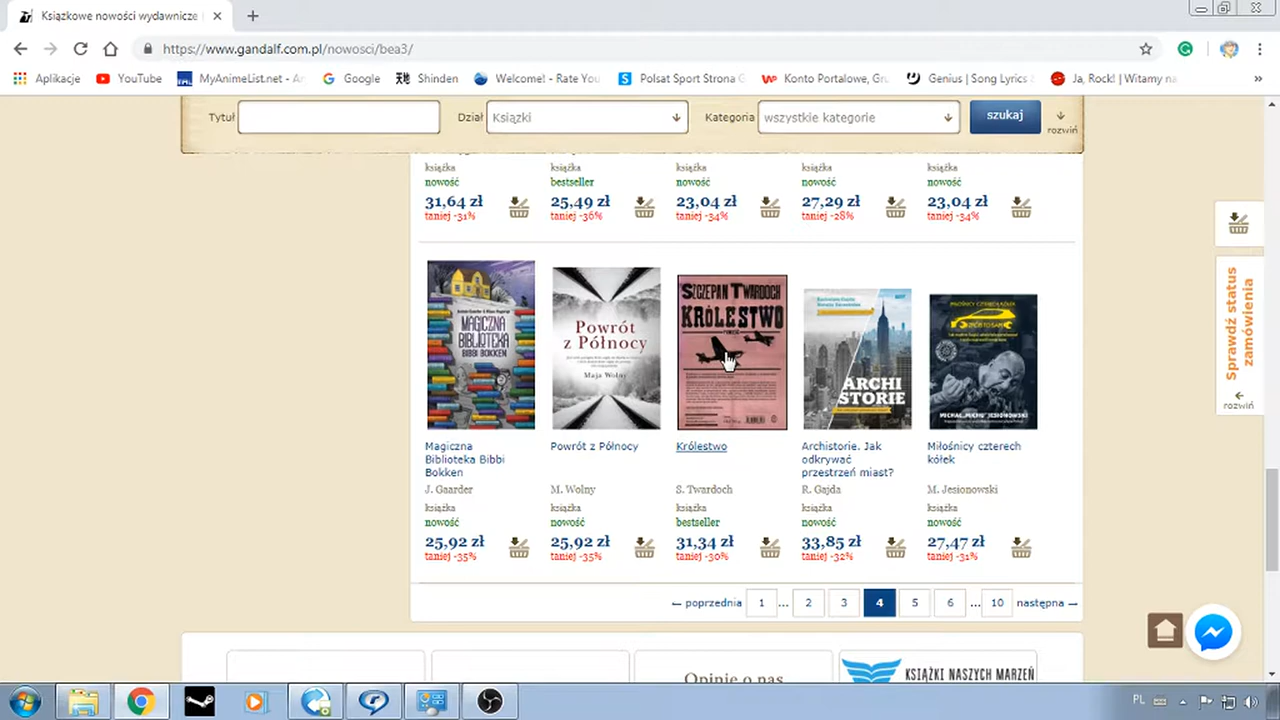 Książkowe nowości wydawnicze
https://www.gandalf.com.pl/nowosci/bea3/
Aplikacje
YouTube
MyAnimeList.net - An
Google
Shinden
Welcome! - Rate You
Polsat Sport Strona G
Konto Portalowe, Gr
Genius | Song Lyrics
Ja, Rock! | Witamy na
»
Tytuł
Dział
Książki
Kategoria
wszystkie kategorie
szukaj
rozwiń
książka
książka
książka
książka
książka
nowość
bestseller
nowość
nowość
nowość
31,64 zł
25,49 zł
23,04 zł
27,29 zł
23,04 zł
taniej -31%
taniej -36%
taniej -34%
taniej -28%
taniej -34%
Sprawdź status
zamówienia
rozwiń
MAGICZNA
BIBLIOTEKA
BIBBI BOKKEN
Powrót
z Północy
Maja Wolny
SZCZEPAN TWARDOCH
KRÓLESTWO
ARCHI
STORIE
MIŁOŚNICY CZTERECH KÓŁEK
MICHAŁ „MICHU” JESIONOWSKI
Magiczna
Biblioteka Bibbi
Bokken
Powrót z Północy
Królestwo
Archistorie. Jak
odkrywać
przestrzeń miast?
Miłośnicy czterech
kółek
J. Gaarder
M. Wolny
S. Twardoch
R. Gajda
M. Jesionowski
książka
książka
książka
książka
książka
nowość
nowość
bestseller
nowość
nowość
25,92 zł
25,92 zł
31,34 zł
33,85 zł
27,47 zł
taniej -35%
taniej -35%
taniej -30%
taniej -32%
taniej -31%
← poprzednia 1 ... 2 3 4 5 6 ... 10 następna →
Opinie o nas
KSIĄŻKI NASZYCH MARZEŃ
PL